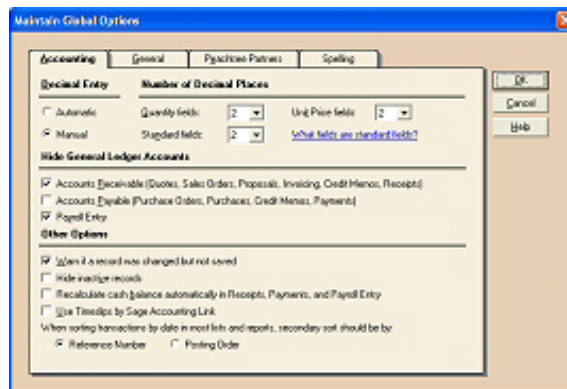 Maintain Global Options
Accounting General Peachtree Partners Spelling
Decimal Entry Number of Decimal Places
Automatic Quantity fields: 2 Unit Price fields: 2
Manual Standard fields: 2 What fields are standard fields?
Hide General Ledger Accounts
Accounts Receivable (Quotes, Sales Orders, Proposals, Invoicing, Credit Memos, Receipts)
Accounts Payable (Purchase Orders, Purchases, Credit Memos, Payments)
Payroll Entry
Other Options
Warn if a record was changed but not saved
Hide inactive records
Recalculate cash balance automatically in Receipts, Payments, and Payroll Entry
Use Timeslips by Sage Accounting Link
When sorting transactions by date in most lists and reports, secondary sort should be by:
Reference Number Posting Order
OK
Cancel
Help